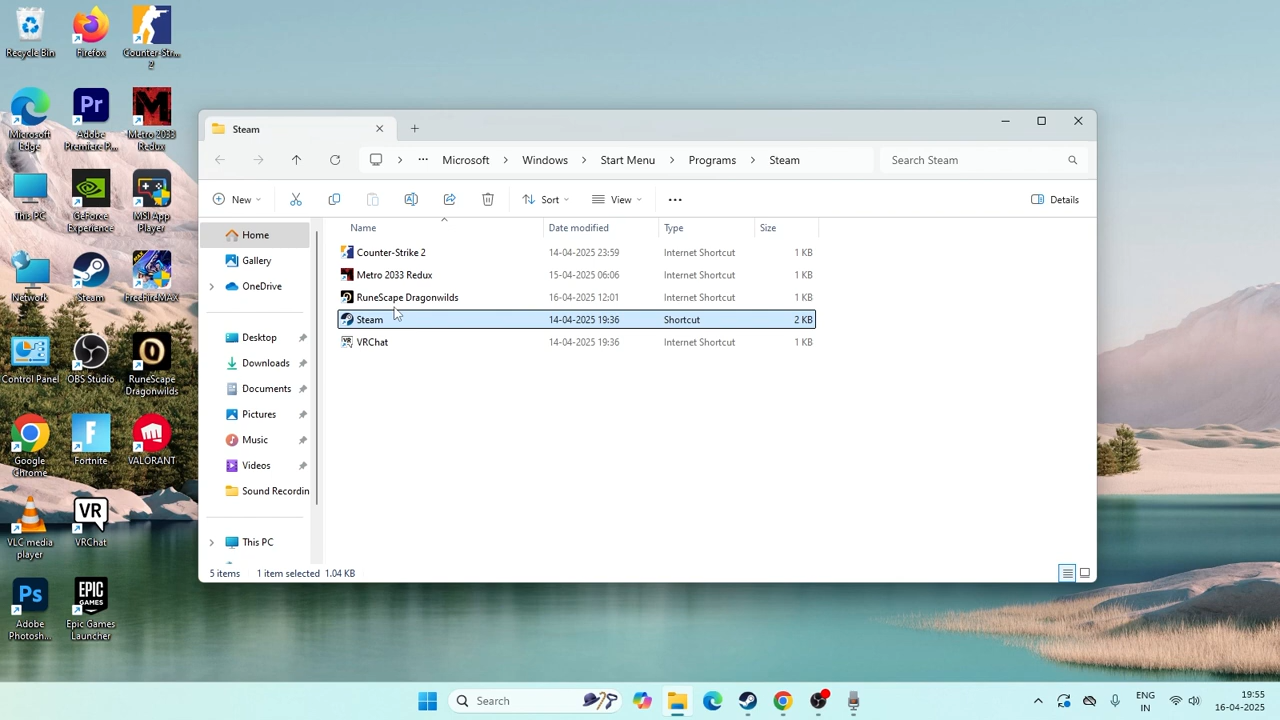 Recycle Bin
Firefox
Counter-Str...
2
Microsoft
Edge
Adobe
Premiere P...
Metro 2033
Redux
This PC
GeForce
Experience
MSI App
Player
Network
Steam
FreeFireMAX
Control Panel
OBS Studio
RuneScape
Dragonwilds
Google
Chrome
Fortnite
VALORANT
VLC media
player
VRChat
Adobe
Photosh...
Epic Games
Launcher
Steam
... Microsoft > Windows > Start Menu > Programs > Steam
Search Steam
New
Sort
View
Details
Home
Gallery
OneDrive
Desktop
Downloads
Documents
Pictures
Music
Videos
Sound Recordin
This PC
Name Date modified Type Size
Counter-Strike 2 14-04-2025 23:59 Internet Shortcut 1 KB
Metro 2033 Redux 15-04-2025 06:06 Internet Shortcut 1 KB
RuneScape Dragonwilds 16-04-2025 12:01 Internet Shortcut 1 KB
Steam 14-04-2025 19:36 Shortcut 2 KB
VRChat 14-04-2025 19:36 Internet Shortcut 1 KB
5 items 1 item selected 1.04 KB
Pr
F
VR
Ps
EPIC
GAMES
Search
ENG
IN
19:55
16-04-2025